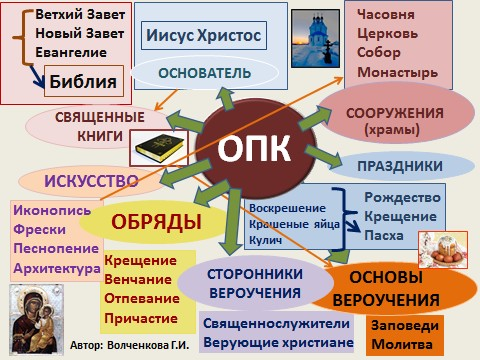 Ветхий Завет
Новый Завет
Евангелие
Библия
СВЯЩЕННЫЕ
КНИГИ
Иисус Христос
ОСНОВАТЕЛЬ
Часовня
Церковь
Собор
Монастырь
СООРУЖЕНИЯ
(храмы)
ОПК
ПРАЗДНИКИ
Рождество
Крещение
Пасха
Воскрешение
Крашеные яйца
Кулич
ИСКУССТВО
Иконопись
Фрески
Песнопение
Архитектура
ОБРЯДЫ
Крещение
Венчание
Отпевание
Причастие
СТОРОННИКИ
ВЕРОУЧЕНИЯ
Священнослужители
Верующие христиане
ОСНОВЫ
ВЕРОУЧЕНИЯ
Заповеди
Молитва
Автор: Волченкова Г.И.